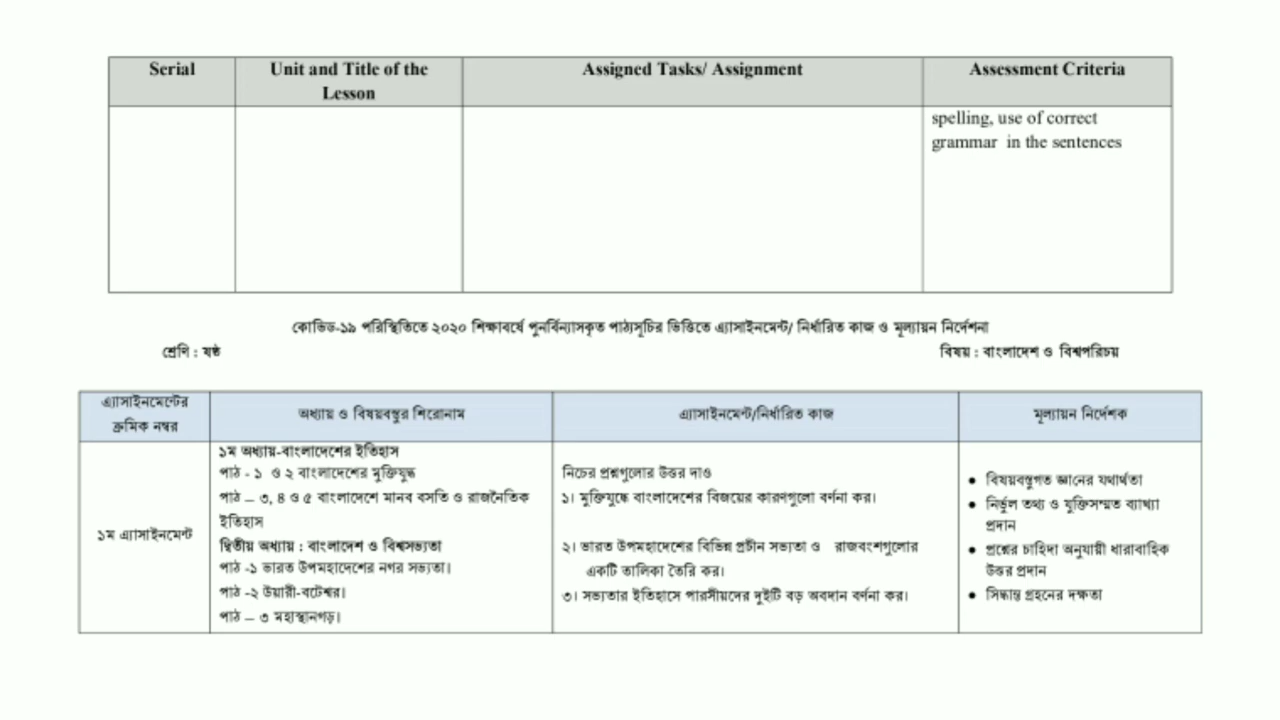 Serial Unit and Title of the Lesson Assigned Tasks/ Assignment Assessment Criteria
spelling, use of correct
grammar in the sentences
কোভিড-১৯ পরিস্থিতিতে ২০২০ শিক্ষাবর্ষে পুনর্বিন্যাসকৃত পাঠ্যসূচির ভিত্তিতে এ্যাসাইনমেন্ট/ নির্ধারিত কাজ ও মূল্যায়ন নির্দেশনা
শ্রেণি : ষষ্ঠ
বিষয় : বাংলাদেশ ও বিশ্বপরিচয়
এ্যাসাইনমেন্টের
ক্রমিক নম্বর
অধ্যায় ও বিষয়বস্তুর শিরোনাম
এ্যাসাইনমেন্ট/নির্ধারিত কাজ
মূল্যায়ন নির্দেশক
১ম এ্যাসাইনমেন্ট
১ম অধ্যায়-বাংলাদেশের ইতিহাস
পাঠ - ১ ও ২ বাংলাদেশের মুক্তিযুদ্ধ
পাঠ – ৩, ৪ ও ৫ বাংলাদেশে মানব বসতি ও রাজনৈতিক
ইতিহাস
দ্বিতীয় অধ্যায় : বাংলাদেশ ও বিশ্বসভ্যতা
পাঠ -১ ভারত উপমহাদেশের নগর সভ্যতা।
পাঠ -২ উয়ারী-বটেশ্বর।
পাঠ – ৩ মহাস্থানগড়।
নিচের প্রশ্নগুলোর উত্তর দাও
১। মুক্তিযুদ্ধে বাংলাদেশের বিজয়ের কারণগুলো বর্ণনা কর।
২। ভারত উপমহাদেশের বিভিন্ন প্রচীন সভ্যতা ও রাজবংশগুলোর
একটি তালিকা তৈরি কর।
৩। সভ্যতার ইতিহাসে পারসীয়দের দুইটি বড় অবদান বর্ণনা কর।
• বিষয়বস্তুগত জ্ঞানের যথার্থতা
• নির্ভুল তথ্য ও যুক্তিসম্মত ব্যাখ্যা
প্রদান
• প্রশ্নের চাহিদা অনুযায়ী ধারাবাহিক
উত্তর প্রদান
• সিদ্ধান্ত গ্রহনের দক্ষতা